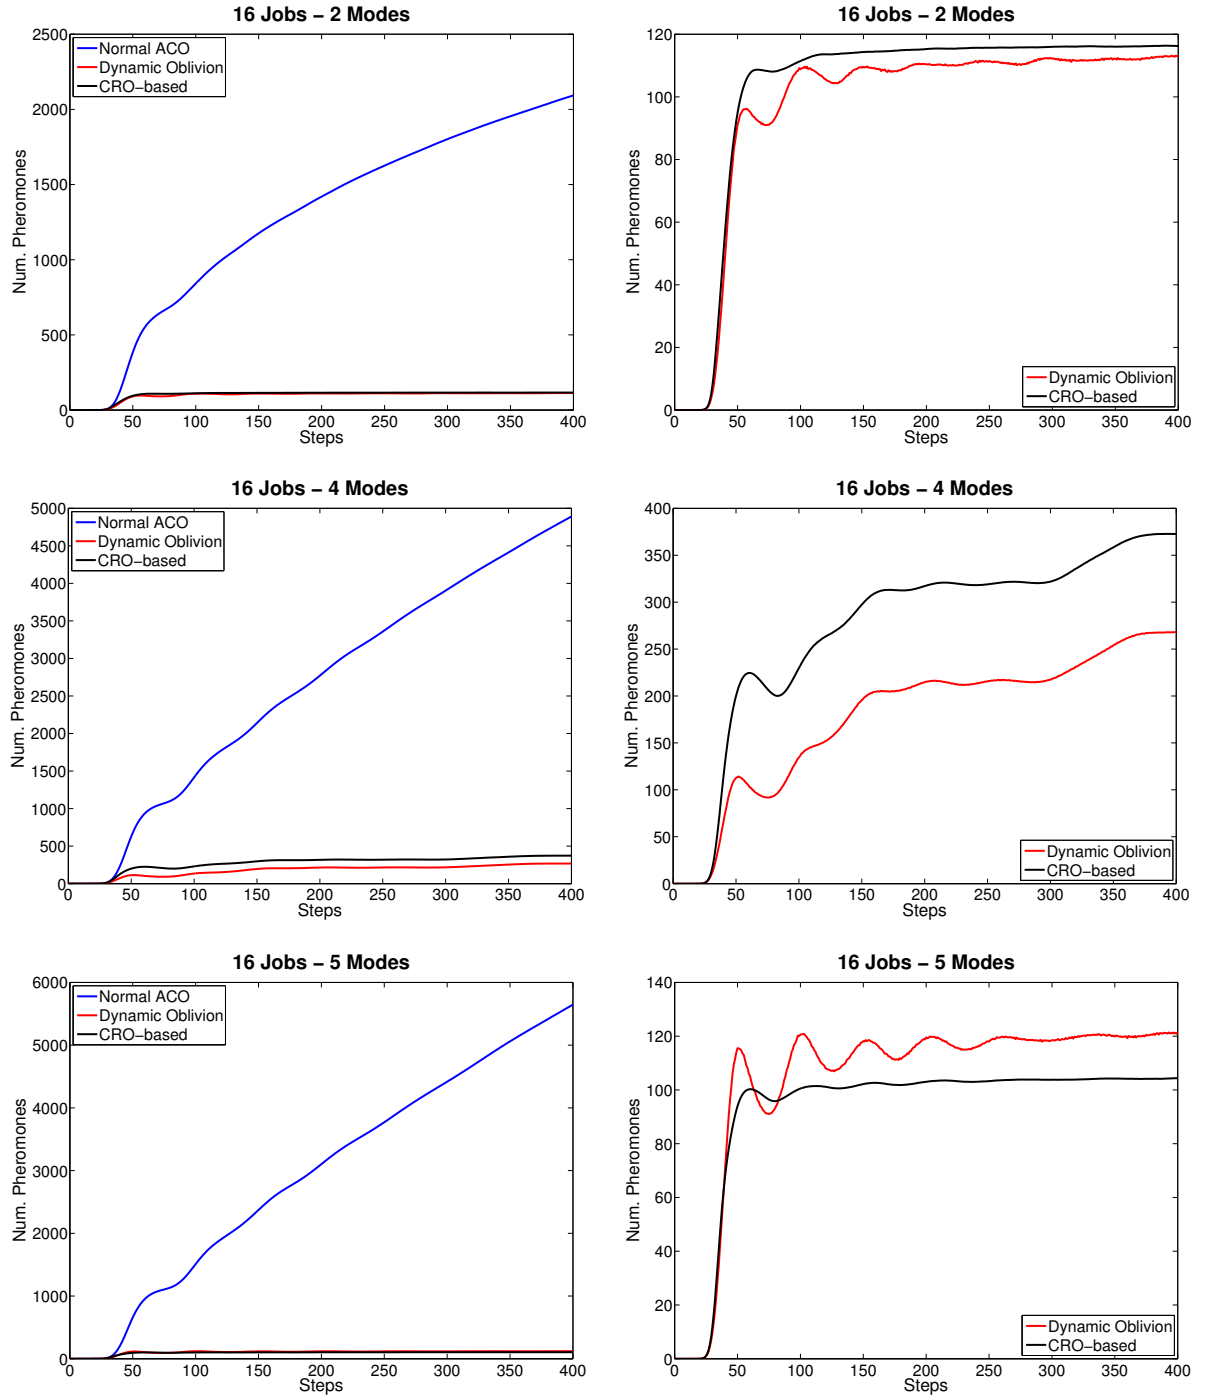 16 Jobs − 2 Modes
2500
2000
1500
1000
500
0
Num. Pheromones
Normal ACO
Dynamic Oblivion
CRO−based
0 50 100 150 200 250 300 350 400
Steps
16 Jobs − 2 Modes
120
100
80
60
40
20
0
Num. Pheromones
Dynamic Oblivion
CRO−based
0 50 100 150 200 250 300 350 400
Steps
16 Jobs − 4 Modes
5000
4500
4000
3500
3000
2500
2000
1500
1000
500
0
Num. Pheromones
Normal ACO
Dynamic Oblivion
CRO−based
0 50 100 150 200 250 300 350 400
Steps
16 Jobs − 4 Modes
400
350
300
250
200
150
100
50
0
Num. Pheromones
Dynamic Oblivion
CRO−based
0 50 100 150 200 250 300 350 400
Steps
16 Jobs − 5 Modes
6000
5000
4000
3000
2000
1000
0
Num. Pheromones
Normal ACO
Dynamic Oblivion
CRO−based
0 50 100 150 200 250 300 350 400
Steps
16 Jobs − 5 Modes
140
120
100
80
60
40
20
0
Num. Pheromones
Dynamic Oblivion
CRO−based
0 50 100 150 200 250 300 350 400
Steps